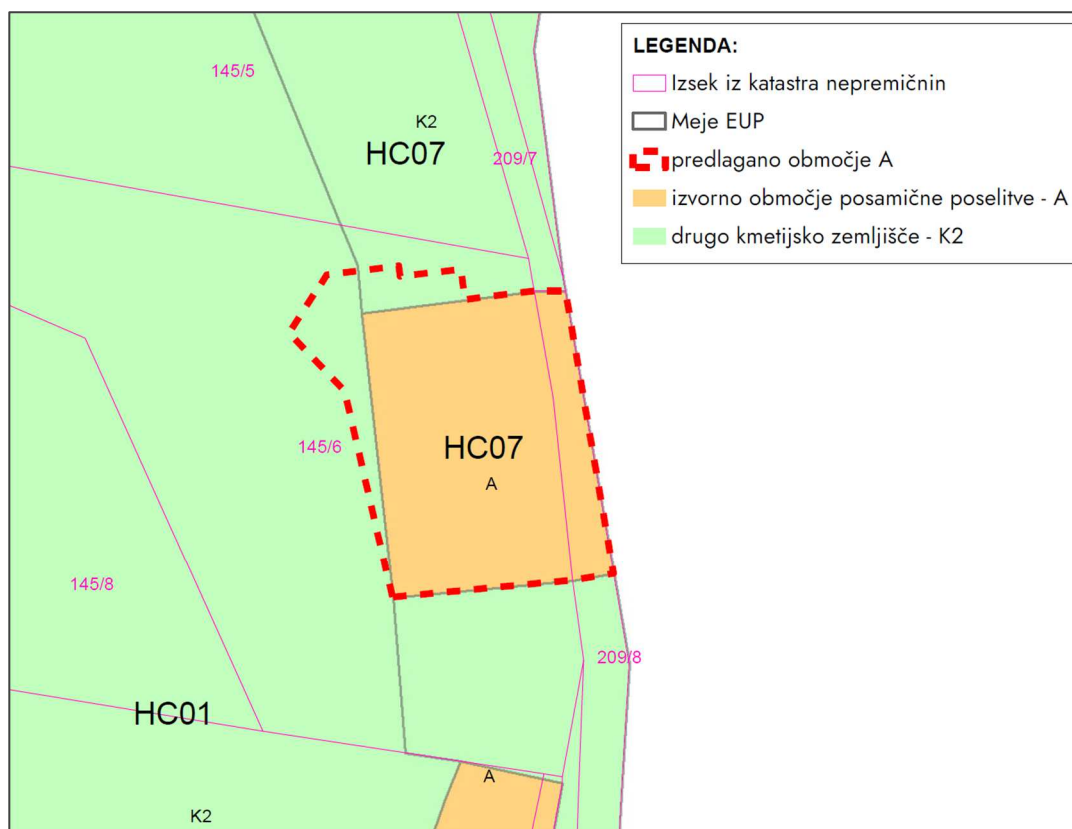 LEGENDA:
Izsek iz katastra nepremičnin
Meje EUP
predlagano območje A
izvorno območje posamične poselitve - A
drugo kmetijsko zemljišče - K2
145/5
K2
HC07
209/7
145/6
HC07
A
145/8
209/8
HC01
A
K2